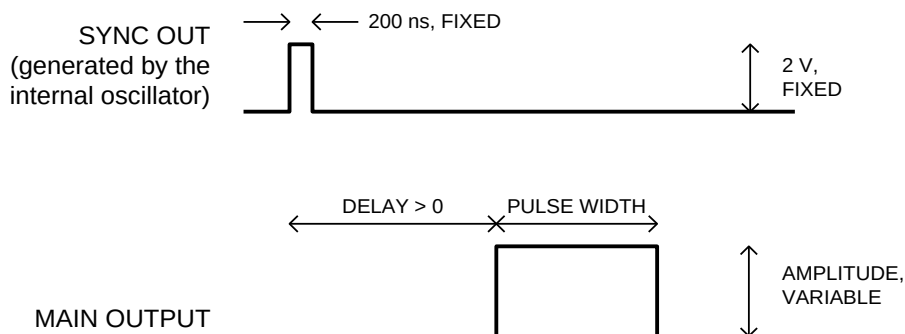 200 ns, FIXED
SYNC OUT
(generated by the
internal oscillator)
2 V,
FIXED
DELAY > 0
PULSE WIDTH
AMPLITUDE,
VARIABLE
MAIN OUTPUT